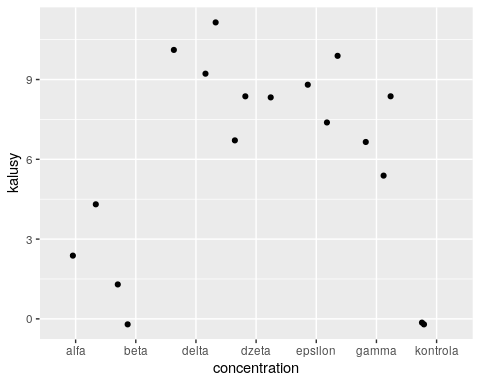 kalusy
9
6
3
0
alfa beta delta dzeta epsilon gamma kontrola
concentration